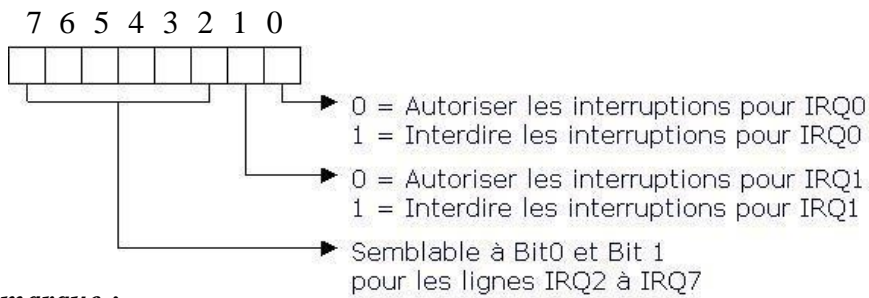 7 6 5 4 3 2 1 0
0 = Autoriser les interruptions pour IRQ0
1 = Interdire les interruptions pour IRQ0
0 = Autoriser les interruptions pour IRQ1
1 = Interdire les interruptions pour IRQ1
Semblable à Bit0 et Bit 1
pour les lignes IRQ2 à IRQ7